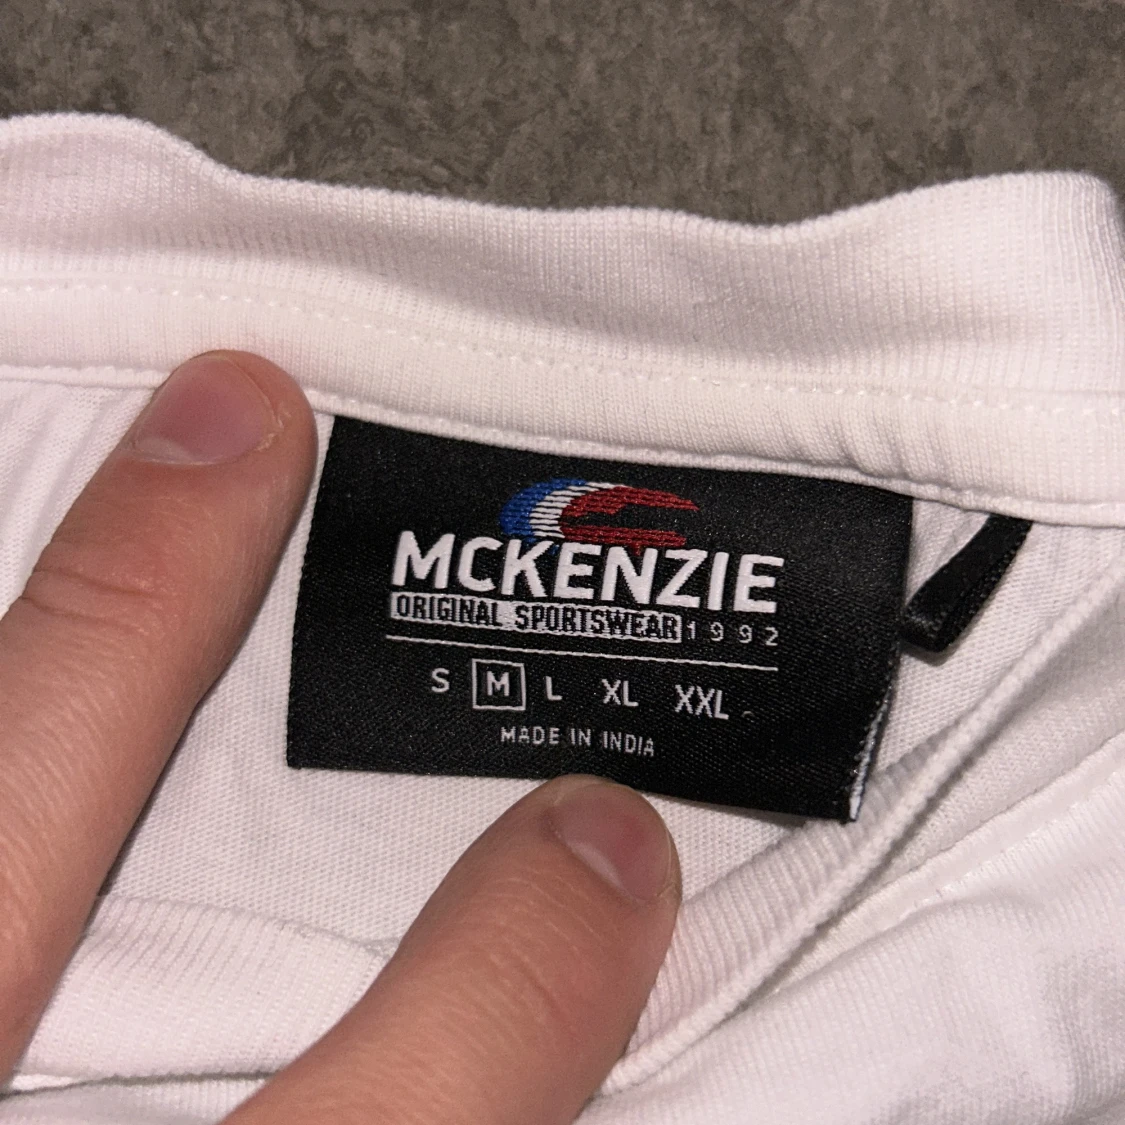 MCKENZIE
ORIGINAL SPORTSWEAR 1992
S M L XL XXL
MADE IN INDIA